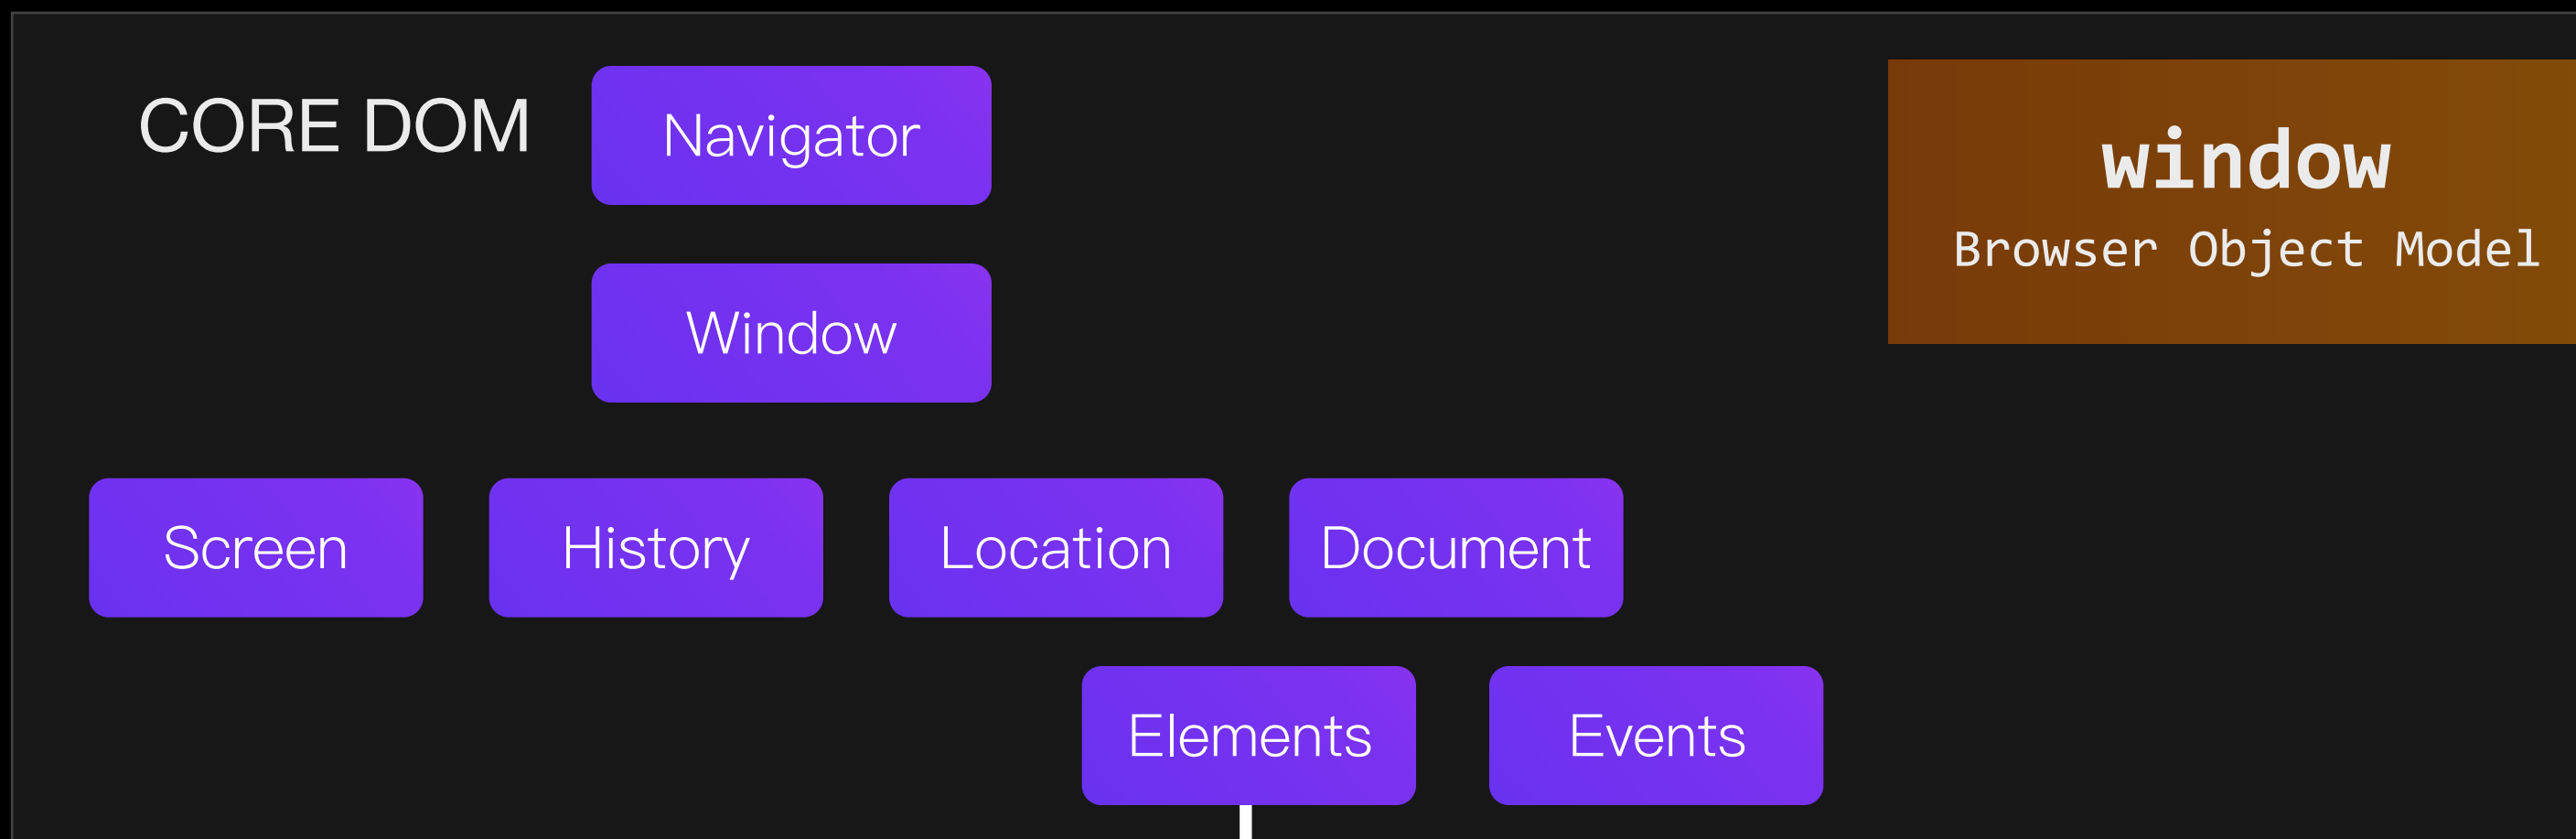 CORE DOM
Navigator
window
Browser Object Model
Window
Screen
History
Location
Document
Elements
Events